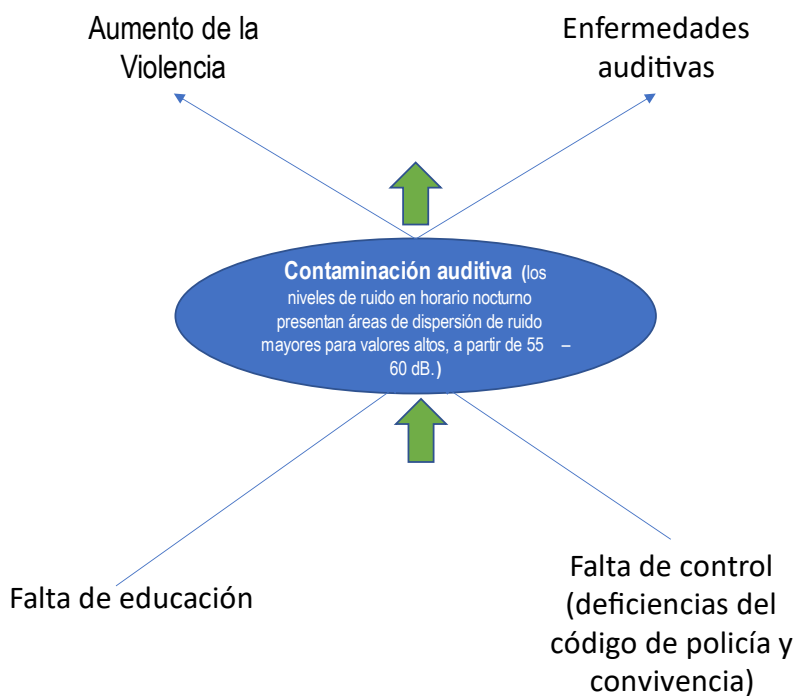 Aumento de la
Violencia
Enfermedades
auditivas
Contaminación auditiva (los
niveles de ruido en horario nocturno
presentan áreas de dispersión de ruido
mayores para valores altos, a partir de 55 –
60 dB.)
Falta de educación
Falta de control
(deficiencias del
código de policía y
convivencia)